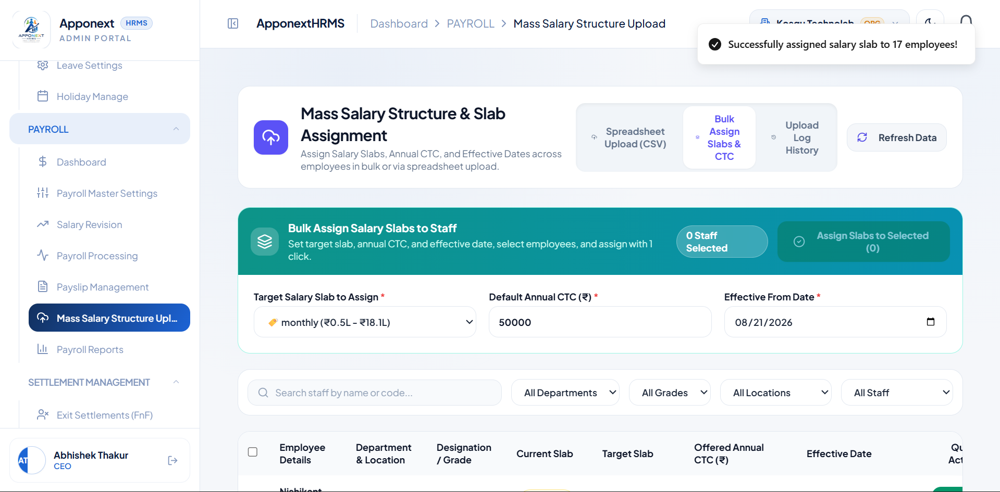 Apponext HRMS
ADMIN PORTAL
Leave Settings
Holiday Manage
PAYROLL
Dashboard
Payroll Master Settings
Salary Revision
Payroll Processing
Payslip Management
Mass Salary Structure Upl...
Payroll Reports
SETTLEMENT MANAGEMENT
Exit Settlements (FnF)
AT
Abhishek Thakur
CEO
ApponextHRMS
Dashboard > PAYROLL > Mass Salary Structure Upload
Successfully assigned salary slab to 17 employees!
Mass Salary Structure & Slab
Assignment
Assign Salary Slabs, Annual CTC, and Effective Dates across
employees in bulk or via spreadsheet upload.
Spreadsheet
Upload (CSV)
Bulk
Assign
Slabs &
CTC
Upload
Log
History
Refresh Data
Bulk Assign Salary Slabs to Staff
Set target slab, annual CTC, and effective date, select employees, and assign with 1
click.
0 Staff
Selected
Assign Slabs to Selected
(0)
Target Salary Slab to Assign *
monthly (₹0.5L - ₹18.1L)
Default Annual CTC (₹) *
50000
Effective From Date *
08/21/2026
Search staff by name or code...
All Departments
All Grades
All Locations
All Staff
Employee
Details
Department
& Location
Designation
/ Grade
Current Slab
Target Slab
Offered Annual
CTC (₹)
Effective Date